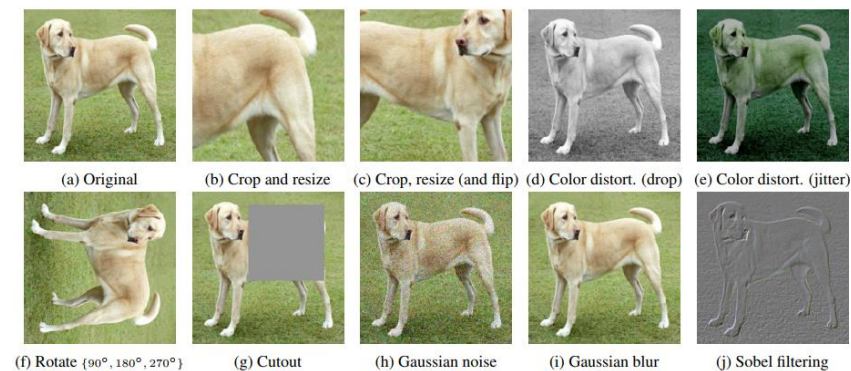 (a) Original
(b) Crop and resize
(c) Crop, resize (and flip)
(d) Color distort. (drop)
(e) Color distort. (jitter)
(f) Rotate {90°, 180°, 270°}
(g) Cutout
(h) Gaussian noise
(i) Gaussian blur
(j) Sobel filtering